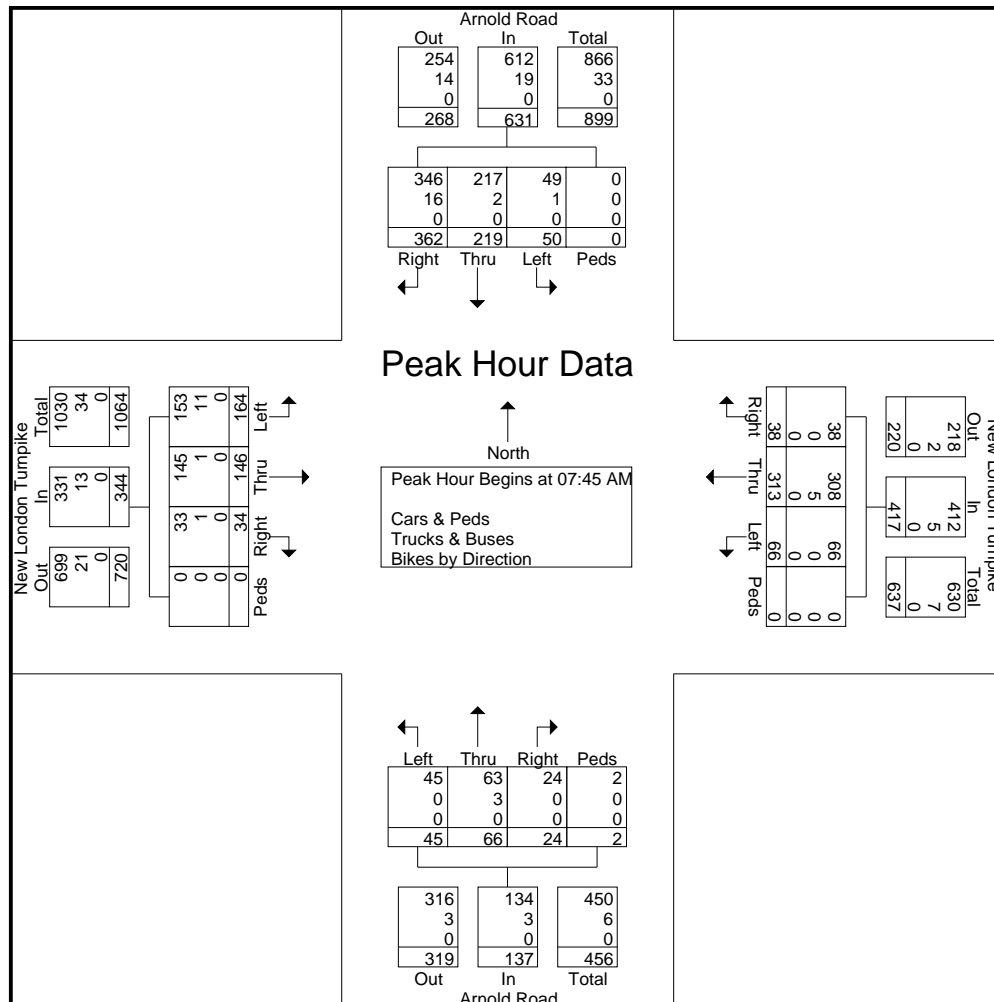 Arnold Road
Out In Total
254 612 866
14 19 33
0 0 0
268 631 899
346 217 49 0
16 2 1 0
0 0 0 0
362 219 50 0
Right Thru Left Peds
Peak Hour Data
North
Peak Hour Begins at 07:45 AM
Cars & Peds
Trucks & Buses
Bikes by Direction
New London Turnpike
Out In Total
699 331 1030
21 13 34
0 0 0
720 344 1064
0 33 145 153
0 1 1 11
0 0 0 0
0 34 146 164
Peds Right Thru Left
New London Turnpike
Out In Total
218 412 630
2 5 7
0 0 0
220 417 637
38 308 66 0
0 5 0 0
0 0 0 0
38 313 66 0
Right Thru Left Peds
Left Thru Right Peds
45 63 24 2
0 3 0 0
0 0 0 0
45 66 24 2
316 134 450
3 3 6
0 0 0
319 137 456
Out In Total
Arnold Road